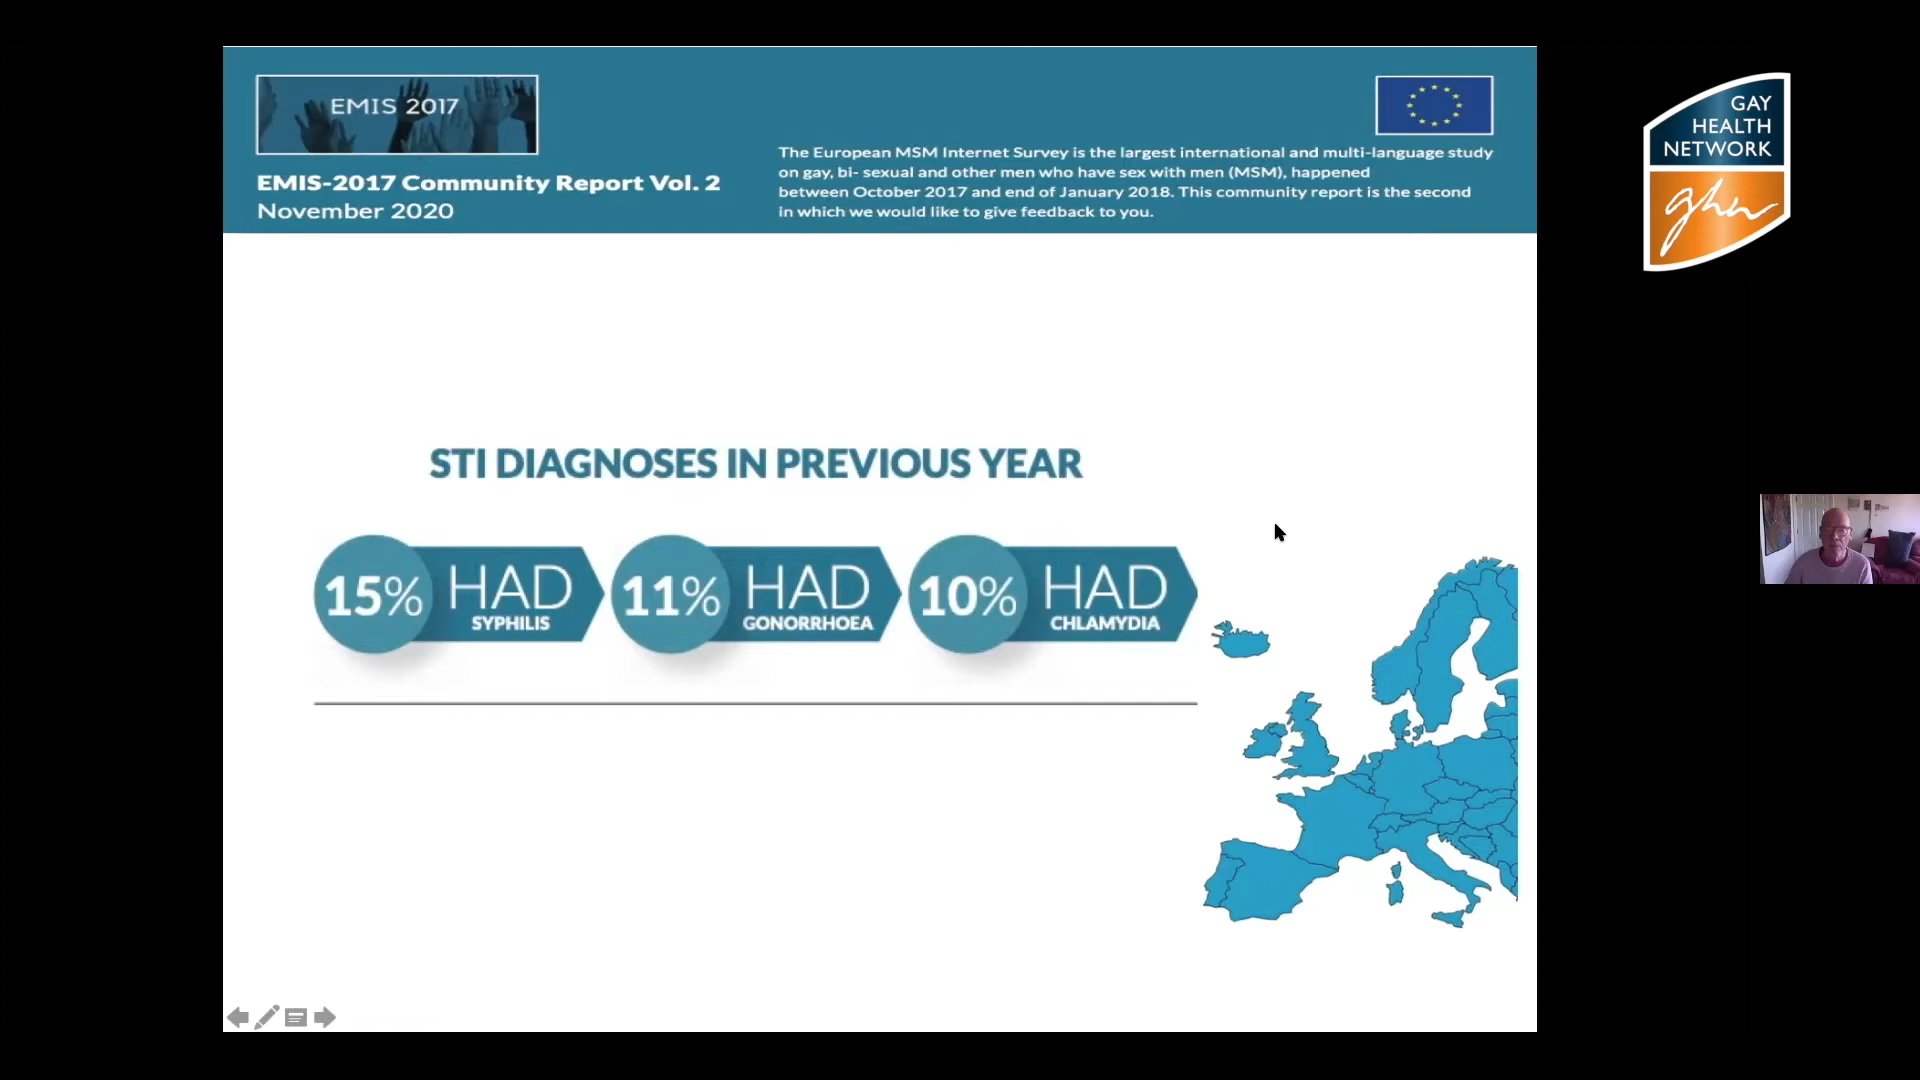 EMIS 2017
EMIS-2017 Community Report Vol. 2
November 2020
The European MSM Internet Survey is the largest international and multi-language study
on gay, bi- sexual and other men who have sex with men (MSM), happened
between October 2017 and end of January 2018. This community report is the second
in which we would like to give feedback to you.
GAY
HEALTH
NETWORK
ghn
STI DIAGNOSES IN PREVIOUS YEAR
15% HAD
SYPHILIS
11% HAD
GONORRHOEA
10% HAD
CHLAMYDIA